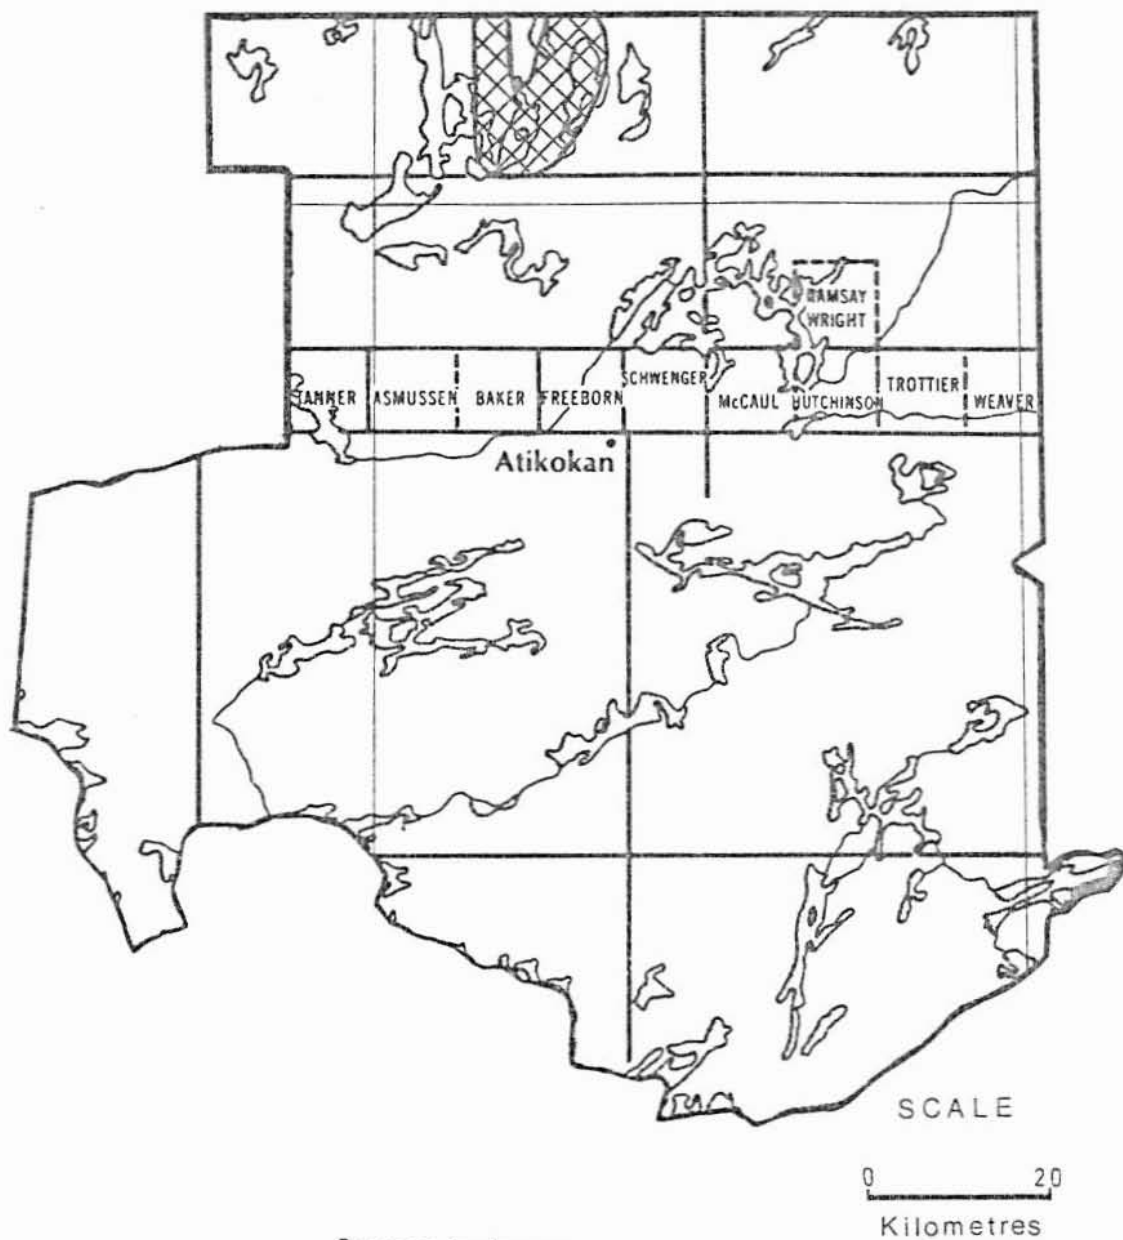 RAMSAY
WRIGHT
TANNER ASMUSSEN BAKER FREEBORN SCHWENGER McCAUL HUTCHINSON TROTTIER WEAVER
Atikokan
SCALE
0 20
Kilometres